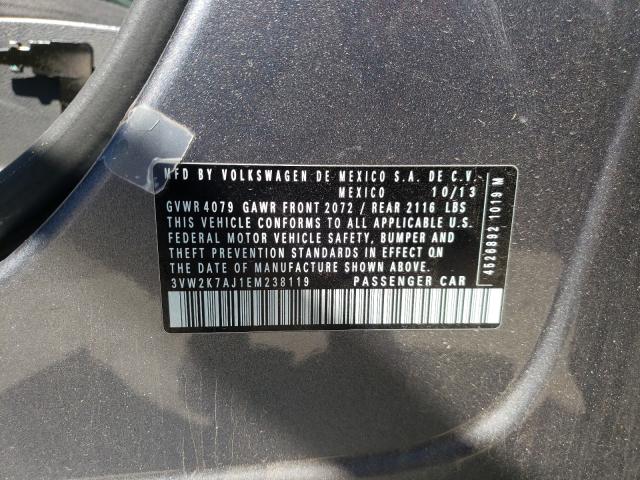 MFD BY VOLKSWAGEN DE MEXICO S.A. DE C.V.
MEXICO 10/13
GVWR 4079 GAWR FRONT 2072 / REAR 2116 LBS
THIS VEHICLE CONFORMS TO ALL APPLICABLE U.S.
FEDERAL MOTOR VEHICLE SAFETY, BUMPER AND
THEFT PREVENTION STANDARDS IN EFFECT ON
THE DATE OF MANUFACTURE SHOWN ABOVE.
3VW2K7AJ1EM238119 PASSENGER CAR
4526892 1019 M